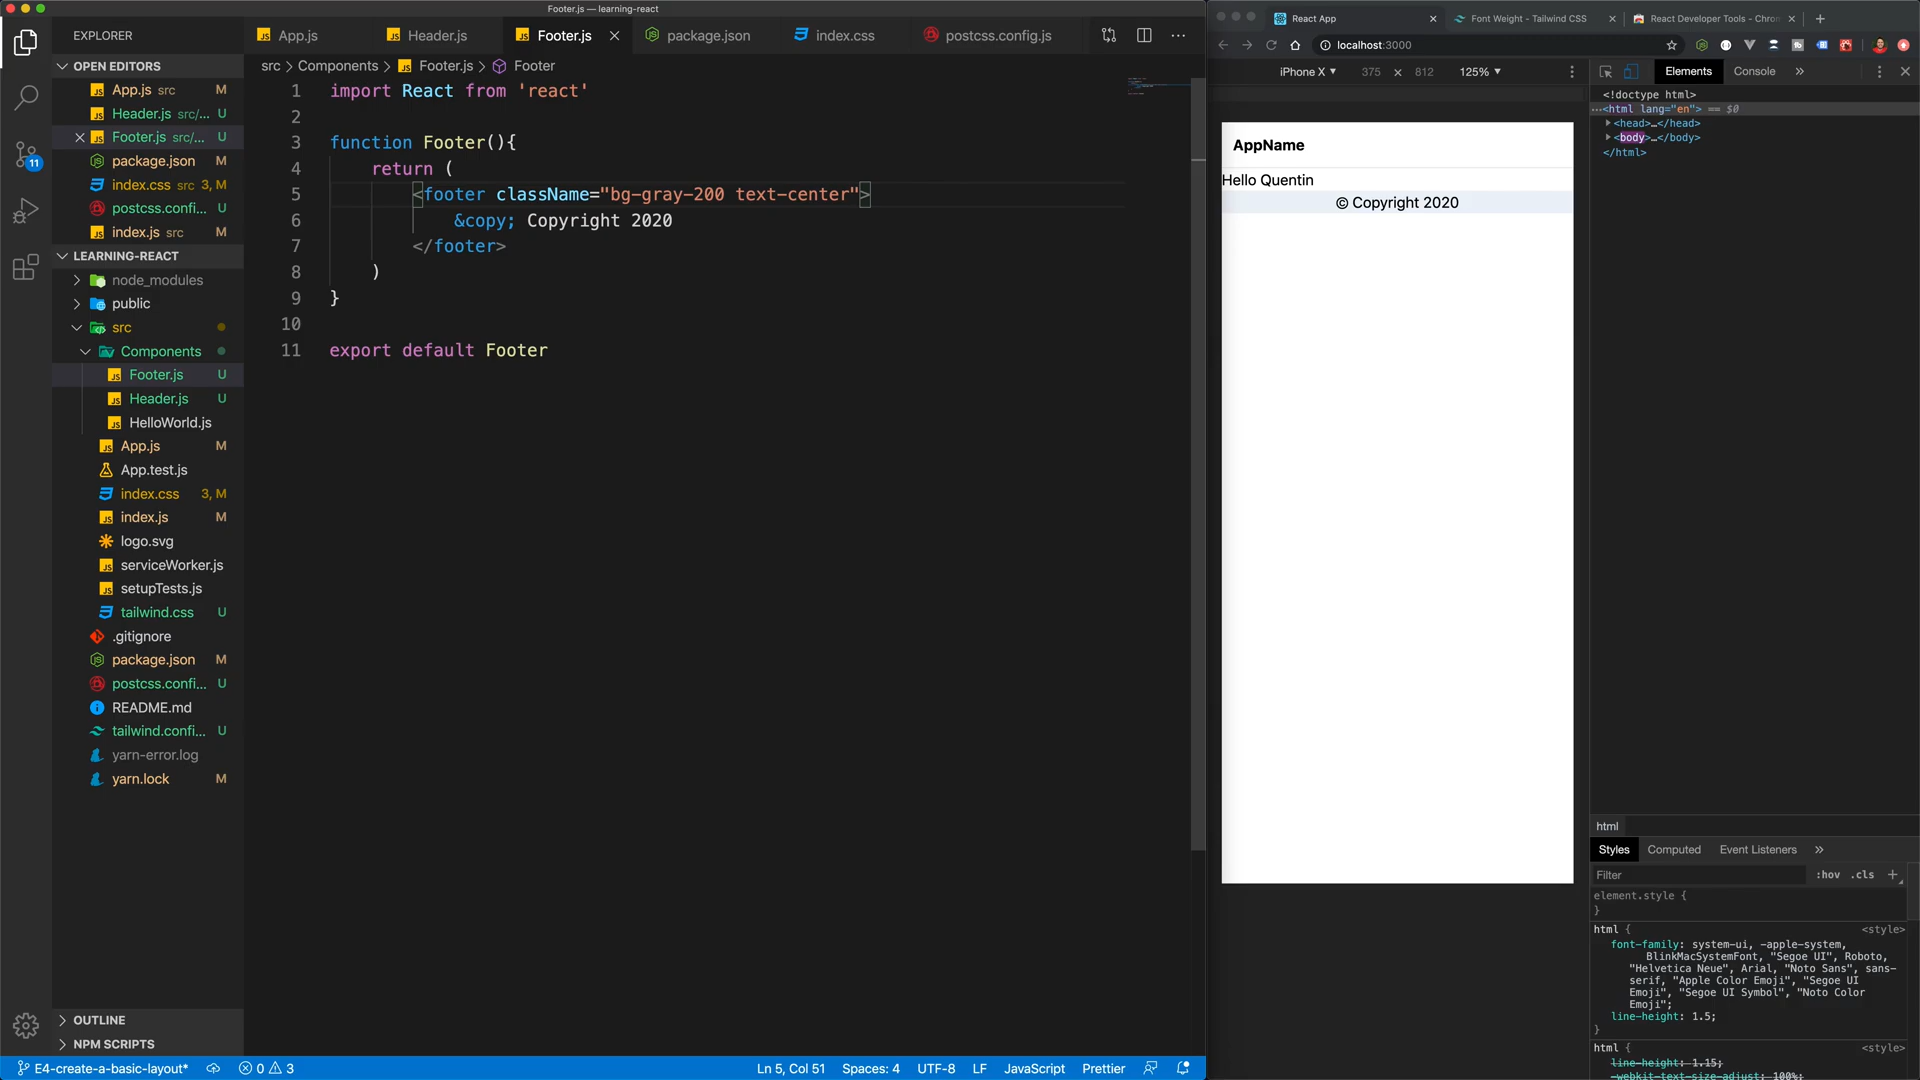 Footer.js — learning-react
EXPLORER
OPEN EDITORS
App.js src M
Header.js src/... U
Footer.js src/... U
package.json M
index.css src 3, M
postcss.confi... U
index.js src M
LEARNING-REACT
node_modules
public
src
Components
Footer.js U
Header.js U
HelloWorld.js
App.js M
App.test.js
index.css 3, M
index.js M
logo.svg
serviceWorker.js
setupTests.js
tailwind.css U
.gitignore
package.json M
postcss.confi... U
README.md
tailwind.confi... U
yarn-error.log
yarn.lock M
OUTLINE
NPM SCRIPTS
11
App.js
Header.js
Footer.js
package.json
index.css
postcss.config.js
src > Components > Footer.js > Footer
1 import React from 'react'
2
3 function Footer(){
4 return (
5 <footer className="bg-gray-200 text-center">
6 &copy; Copyright 2020
7 </footer>
8 )
9 }
10
11 export default Footer
E4-create-a-basic-layout*
0 3
Ln 5, Col 51
Spaces: 4
UTF-8
LF
JavaScript
Prettier
React App
Font Weight - Tailwind CSS
React Developer Tools - Chrom
localhost:3000
iPhone X 375 × 812 125%
AppName
Hello Quentin
© Copyright 2020
Elements
Console
<!doctype html>
<html lang="en"> == $0
<head>…</head>
<body>…</body>
</html>
html
Styles
Computed
Event Listeners
Filter
:hov .cls +
element.style {
}
html { <style>
font-family: system-ui, -apple-system,
BlinkMacSystemFont, "Segoe UI", Roboto,
"Helvetica Neue", Arial, "Noto Sans", sans-
serif, "Apple Color Emoji", "Segoe UI
Emoji", "Segoe UI Symbol", "Noto Color
Emoji";
line-height: 1.5;
}
html { <style>
line-height: 1.15;
-webkit-text-size-adjust: 100%;